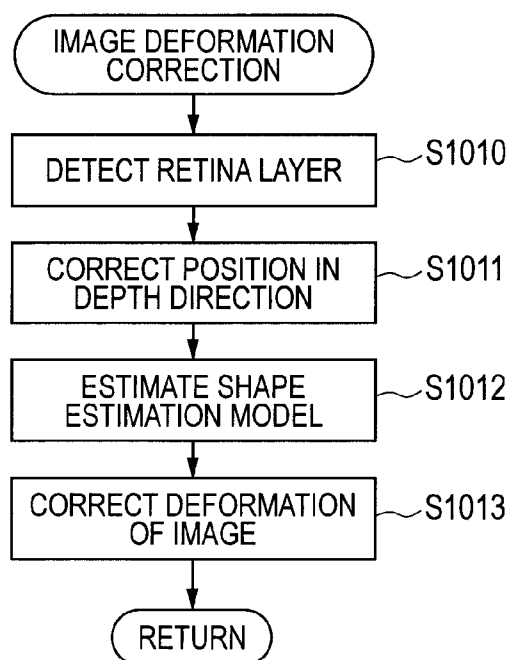 IMAGE DEFORMATION
CORRECTION
DETECT RETINA LAYER
S1010
CORRECT POSITION IN
DEPTH DIRECTION
S1011
ESTIMATE SHAPE
ESTIMATION MODEL
S1012
CORRECT DEFORMATION
OF IMAGE
S1013
RETURN